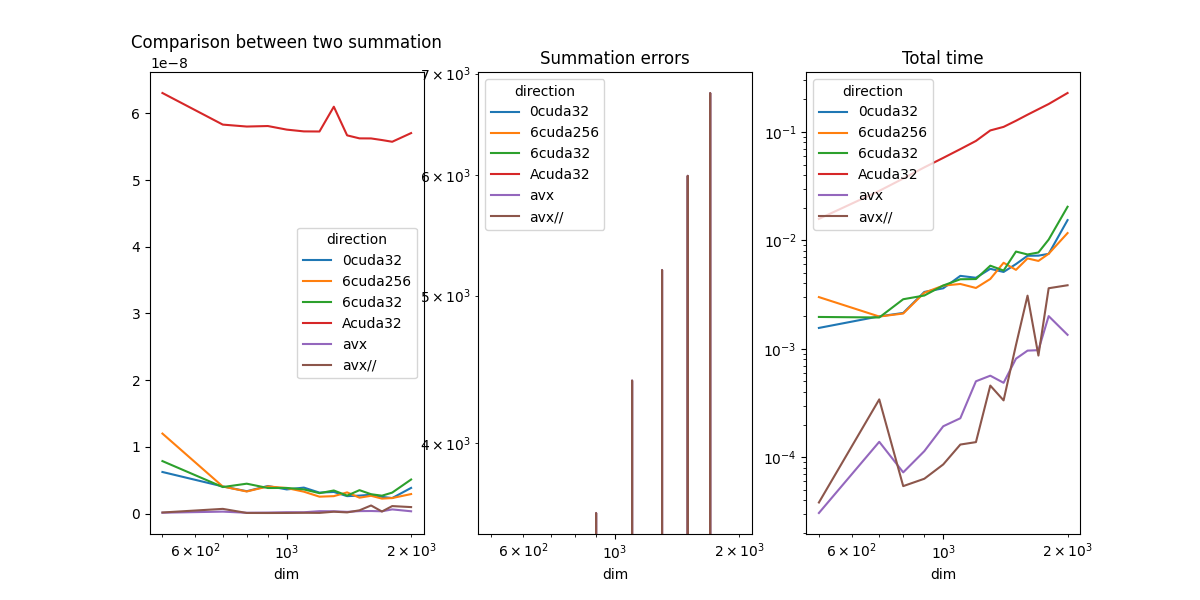 Comparison between two summation
1e−8
6
5
4
3
2
1
0
direction
0cuda32
6cuda256
6cuda32
Acuda32
avx
avx//
6 × 10²
10³
2 × 10³
dim
Summation errors
7 × 10³
6 × 10³
5 × 10³
4 × 10³
direction
0cuda32
6cuda256
6cuda32
Acuda32
avx
avx//
6 × 10²
10³
2 × 10³
dim
Total time
10⁻¹
10⁻²
10⁻³
10⁻⁴
direction
0cuda32
6cuda256
6cuda32
Acuda32
avx
avx//
6 × 10²
10³
2 × 10³
dim